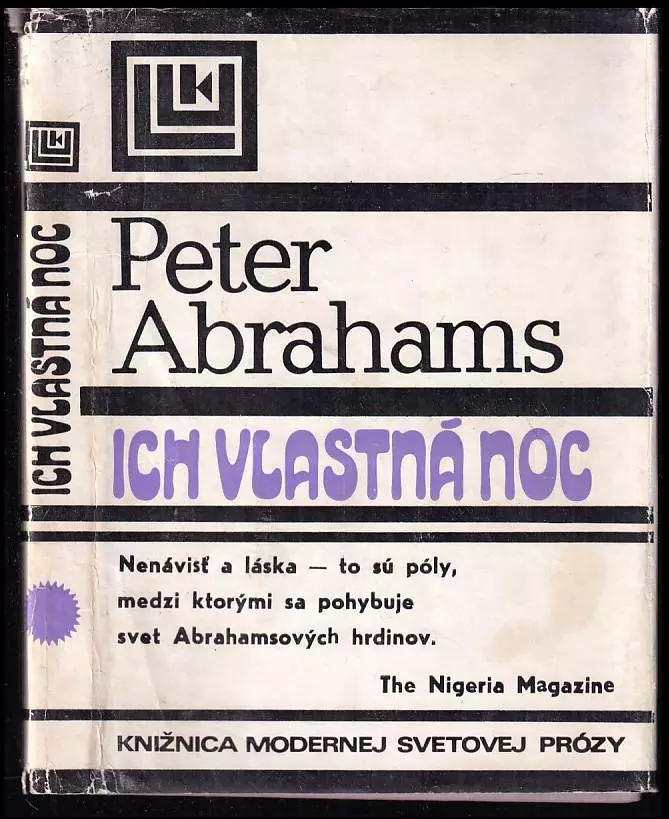 ICH VLASTNÁ NOC
Peter
Abrahams
ICH VLASTNÁ NOC
Nenávisť a láska — to sú póly,
medzi ktorými sa pohybuje
svet Abrahamsových hrdinov.
The Nigeria Magazine
KNIŽNICA MODERNEJ SVETOVEJ PRÓZY